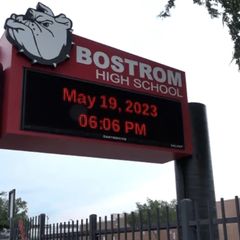 BOSTROM
HIGH SCHOOL
May 19, 2023
06:06 PM